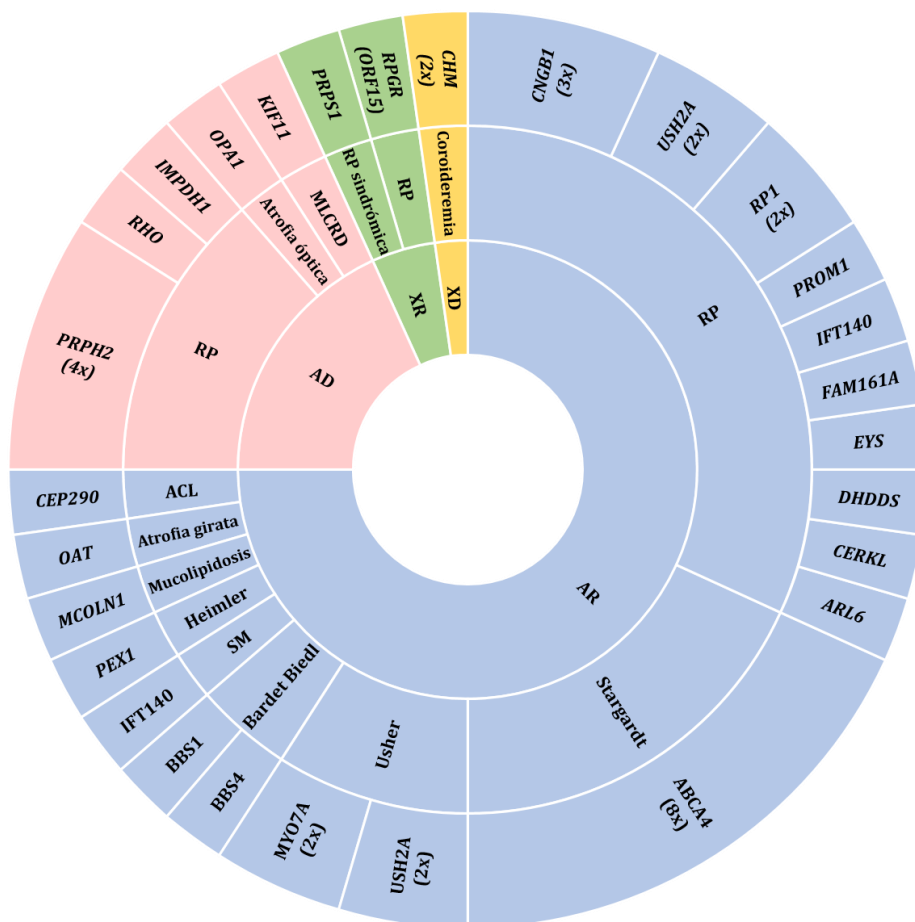 CHM
(2x)
CNGB1
(3x)
USH2A
(2x)
RP1
(2x)
PROM1
IFT140
FAM161A
EYS
DHDDS
CERKL
ARL6
ABCA4
(8x)
USH2A
(2x)
MYO7A
(2x)
BBS4
BBS1
IFT140
PEX1
MCOLN1
OAT
CEP290
PRPH2
(4x)
RHO
IMPDH1
OPA1
KIF11
PRPS1
RPGR
(ORF15)
Coroideremia
RP
Stargardt
Usher
Bardet Biedl
SM
Heimler
Mucolipidosis
Atrofia girata
ACL
RP
Atrofia óptica
MLCRD
RP sindrómica
RP
XD
AR
AD
XR